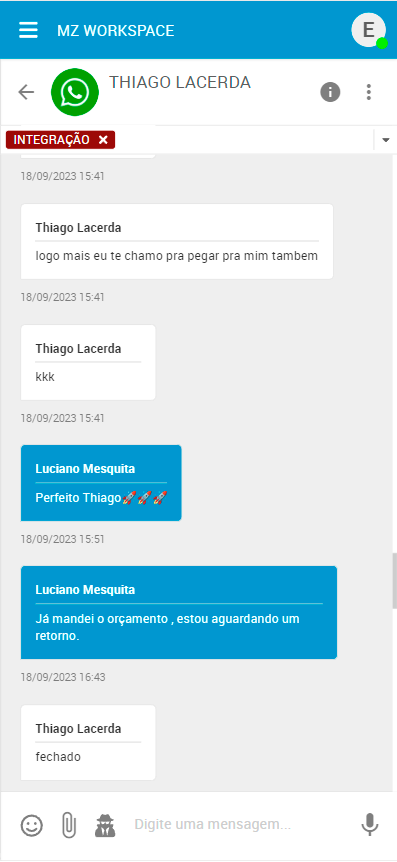 MZ WORKSPACE
E
THIAGO LACERDA
INTEGRAÇÃO
18/09/2023 15:41
Thiago Lacerda
logo mais eu te chamo pra pegar pra mim tambem
18/09/2023 15:41
Thiago Lacerda
kkk
18/09/2023 15:41
Luciano Mesquita
Perfeito Thiago🚀🚀🚀
18/09/2023 15:51
Luciano Mesquita
Já mandei o orçamento , estou aguardando um
retorno.
18/09/2023 16:43
Thiago Lacerda
fechado
Digite uma mensagem...